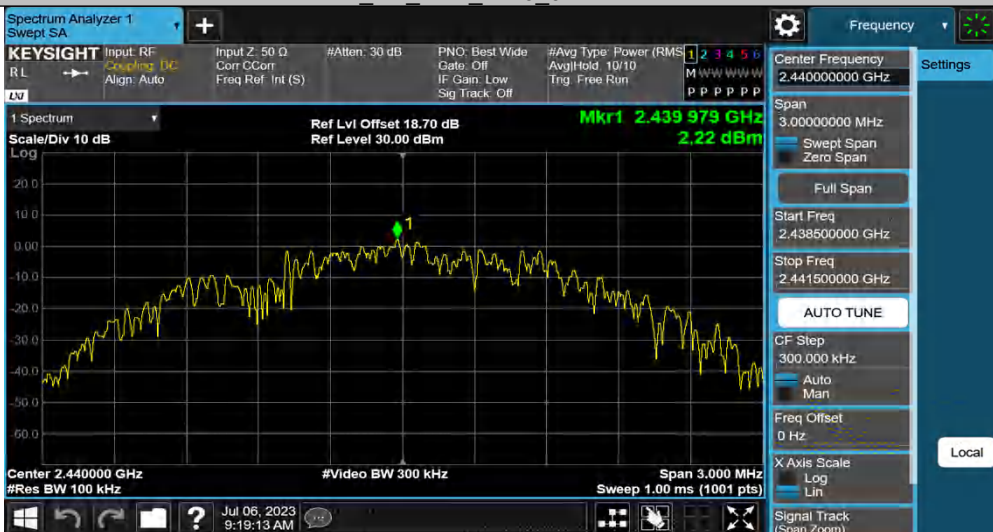 Spectrum Analyzer 1
Swept SA
+
Frequency
KEYSIGHT
RL
LXI
Input: RF
Coupling: DC
Align: Auto
Input Z: 50 Ω
Corr CCorr
Freq Ref: Int (S)
#Atten: 30 dB
PNO: Best Wide
Gate: Off
IF Gain: Low
Sig Track: Off
#Avg Type: Power (RMS
Avg|Hold: 10/10
Trig: Free Run
1 2 3 4 5 6
M W W W W W
P P P P P P
1 Spectrum
Scale/Div 10 dB
Ref Lvl Offset 18.70 dB
Ref Level 30.00 dBm
Mkr1 2.439 979 GHz
2.22 dBm
Log
20.0
10.0
0.00
-10.0
-20.0
-30.0
-40.0
-50.0
-60.0
1
Center 2.440000 GHz
#Res BW 100 kHz
#Video BW 300 kHz
Span 3.000 MHz
Sweep 1.00 ms (1001 pts)
Center Frequency
2.440000000 GHz
Settings
Span
3.00000000 MHz
Swept Span
Zero Span
Full Span
Start Freq
2.438500000 GHz
Stop Freq
2.441500000 GHz
AUTO TUNE
CF Step
300.000 kHz
Auto
Man
Freq Offset
0 Hz
X Axis Scale
Log
Lin
Local
Signal Track
(Span Zoom)
?
Jul 06, 2023
9:19:13 AM